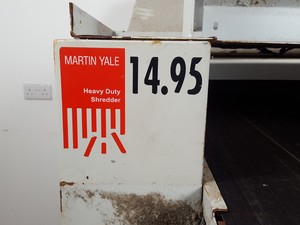 MARTIN YALE
14.95
Heavy Duty
Shredder